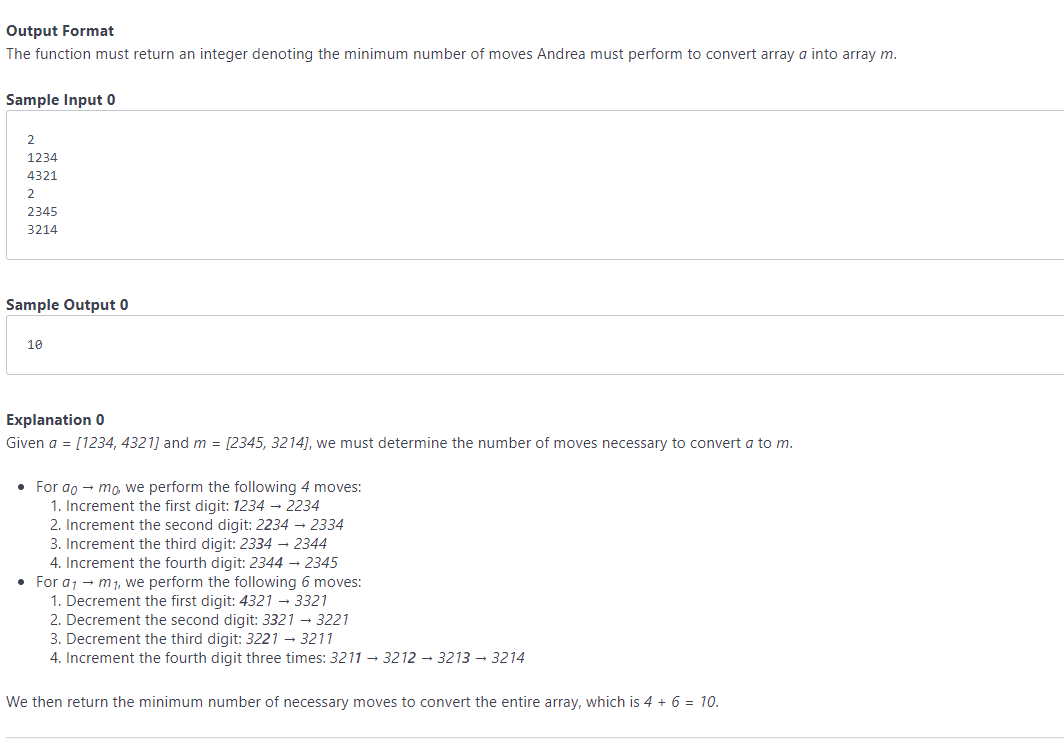 Output Format
The function must return an integer denoting the minimum number of moves Andrea must perform to convert array a into array m.
Sample Input 0
2
1234
4321
2
2345
3214
Sample Output 0
10
Explanation 0
Given a = [1234, 4321] and m = [2345, 3214], we must determine the number of moves necessary to convert a to m.
• For a0 → m0, we perform the following 4 moves:
1. Increment the first digit: 1234 → 2234
2. Increment the second digit: 2234 → 2334
3. Increment the third digit: 2334 → 2344
4. Increment the fourth digit: 2344 → 2345
• For a1 → m1, we perform the following 6 moves:
1. Decrement the first digit: 4321 → 3321
2. Decrement the second digit: 3321 → 3221
3. Decrement the third digit: 3221 → 3211
4. Increment the fourth digit three times: 3211 → 3212 → 3213 → 3214
We then return the minimum number of necessary moves to convert the entire array, which is 4 + 6 = 10.